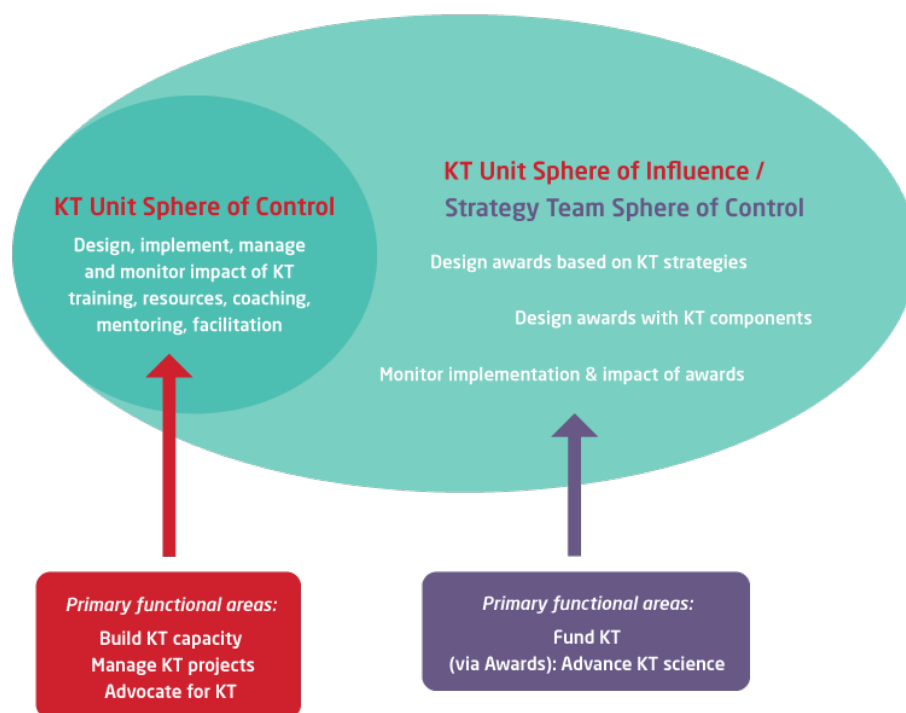 KT Unit Sphere of Control
Design, implement, manage
and monitor impact of KT
training, resources, coaching,
mentoring, facilitation
KT Unit Sphere of Influence /
Strategy Team Sphere of Control
Design awards based on KT strategies
Design awards with KT components
Monitor implementation & impact of awards
Primary functional areas:
Build KT capacity
Manage KT projects
Advocate for KT
Primary functional areas:
Fund KT
(via Awards): Advance KT science